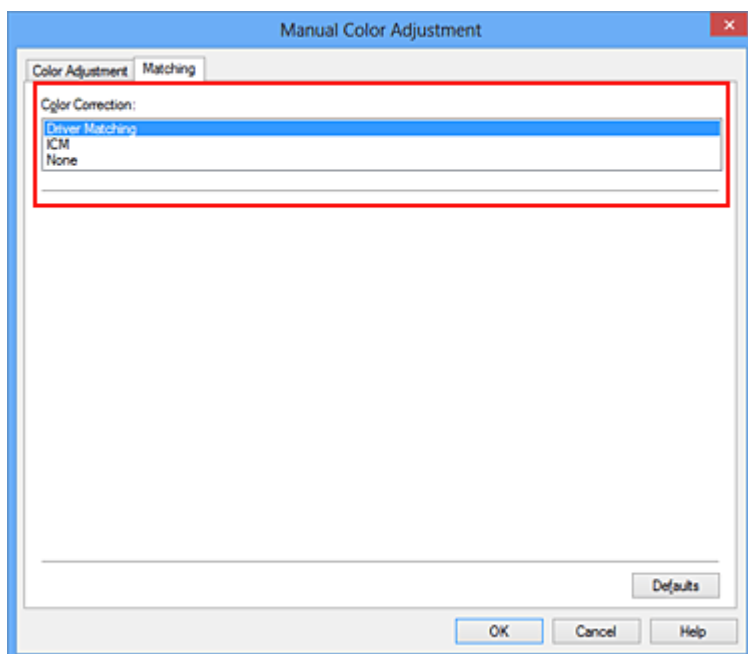 Manual Color Adjustment
Color Adjustment Matching
Color Correction:
Driver Matching
ICM
None
Defaults
OK Cancel Help